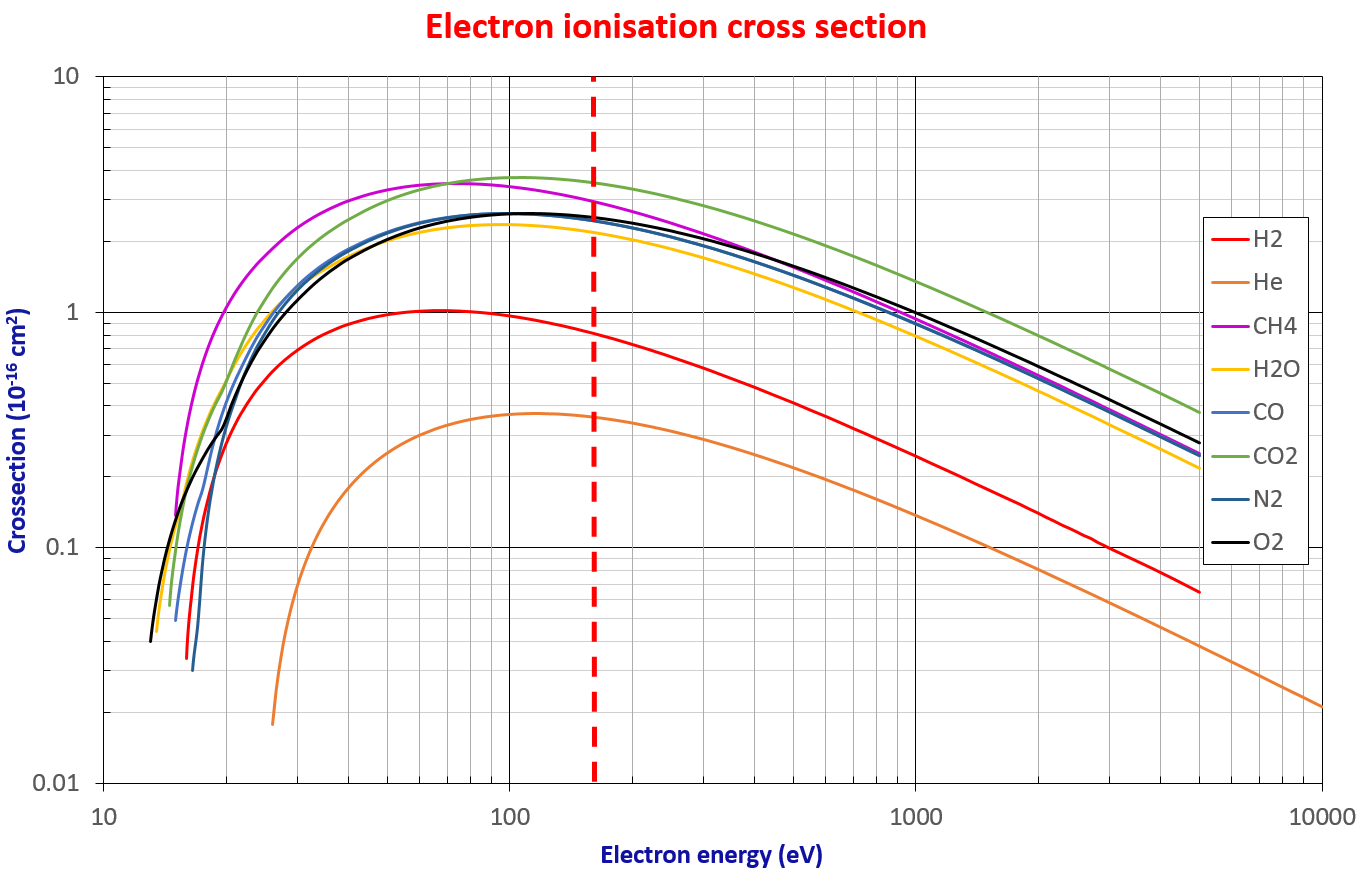 Electron ionisation cross section
10
1
0.1
0.01
Crossection (10⁻¹⁶ cm²)
10
100
1000
10000
Electron energy (eV)
H2
He
CH4
H2O
CO
CO2
N2
O2